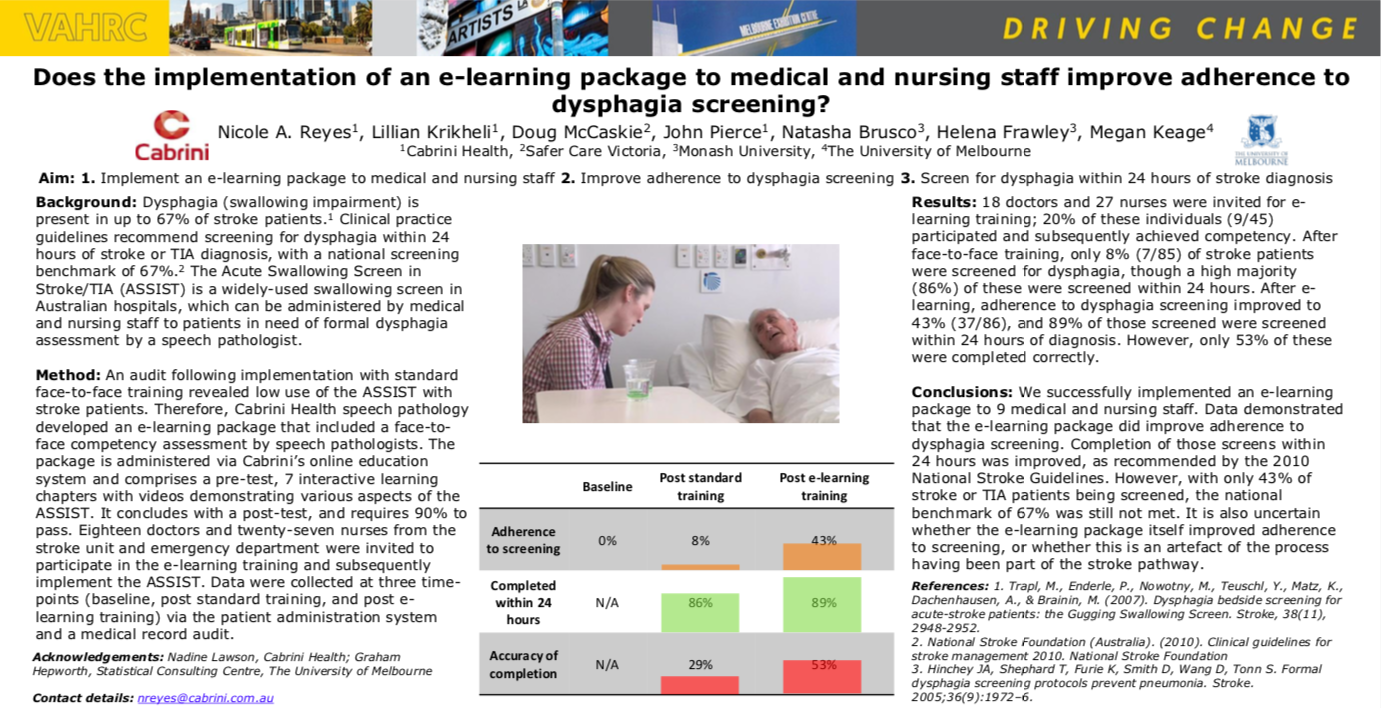 VAHRC
ARTISTS LA
MELBOURNE EXHIBITION CENTRE
DRIVING CHANGE
Does the implementation of an e-learning package to medical and nursing staff improve adherence to
dysphagia screening?
Cabrini
Nicole A. Reyes¹, Lillian Krikheli¹, Doug McCaskie², John Pierce¹, Natasha Brusco³, Helena Frawley³, Megan Keage⁴
¹Cabrini Health, ²Safer Care Victoria, ³Monash University, ⁴The University of Melbourne
THE UNIVERSITY OF
MELBOURNE
Aim: 1. Implement an e-learning package to medical and nursing staff 2. Improve adherence to dysphagia screening 3. Screen for dysphagia within 24 hours of stroke diagnosis
Background: Dysphagia (swallowing impairment) is
present in up to 67% of stroke patients.¹ Clinical practice
guidelines recommend screening for dysphagia within 24
hours of stroke or TIA diagnosis, with a national screening
benchmark of 67%.² The Acute Swallowing Screen in
Stroke/TIA (ASSIST) is a widely-used swallowing screen in
Australian hospitals, which can be administered by medical
and nursing staff to patients in need of formal dysphagia
assessment by a speech pathologist.
Method: An audit following implementation with standard
face-to-face training revealed low use of the ASSIST with
stroke patients. Therefore, Cabrini Health speech pathology
developed an e-learning package that included a face-to-
face competency assessment by speech pathologists. The
package is administered via Cabrini's online education
system and comprises a pre-test, 7 interactive learning
chapters with videos demonstrating various aspects of the
ASSIST. It concludes with a post-test, and requires 90% to
pass. Eighteen doctors and twenty-seven nurses from the
stroke unit and emergency department were invited to
participate in the e-learning training and subsequently
implement the ASSIST. Data were collected at three time-
points (baseline, post standard training, and post e-
learning training) via the patient administration system
and a medical record audit.
Acknowledgements: Nadine Lawson, Cabrini Health; Graham
Hepworth, Statistical Consulting Centre, The University of Melbourne
Contact details: nreyes@cabrini.com.au
Baseline
Post standard
training
Post e-learning
training
Adherence
to screening
0%
8%
43%
Completed
within 24
hours
N/A
86%
89%
Accuracy of
completion
N/A
29%
53%
Results: 18 doctors and 27 nurses were invited for e-
learning training; 20% of these individuals (9/45)
participated and subsequently achieved competency. After
face-to-face training, only 8% (7/85) of stroke patients
were screened for dysphagia, though a high majority
(86%) of these were screened within 24 hours. After e-
learning, adherence to dysphagia screening improved to
43% (37/86), and 89% of those screened were screened
within 24 hours of diagnosis. However, only 53% of these
were completed correctly.
Conclusions: We successfully implemented an e-learning
package to 9 medical and nursing staff. Data demonstrated
that the e-learning package did improve adherence to
dysphagia screening. Completion of those screens within
24 hours was improved, as recommended by the 2010
National Stroke Guidelines. However, with only 43% of
stroke or TIA patients being screened, the national
benchmark of 67% was still not met. It is also uncertain
whether the e-learning package itself improved adherence
to screening, or whether this is an artefact of the process
having been part of the stroke pathway.
References: 1. Trapl, M., Enderle, P., Nowotny, M., Teuschl, Y., Matz, K.,
Dachenhausen, A., & Brainin, M. (2007). Dysphagia bedside screening for
acute-stroke patients: the Gugging Swallowing Screen. Stroke, 38(11),
2948-2952.
2. National Stroke Foundation (Australia). (2010). Clinical guidelines for
stroke management 2010. National Stroke Foundation
3. Hinchey JA, Shephard T, Furie K, Smith D, Wang D, Tonn S. Formal
dysphagia screening protocols prevent pneumonia. Stroke.
2005;36(9):1972–6.